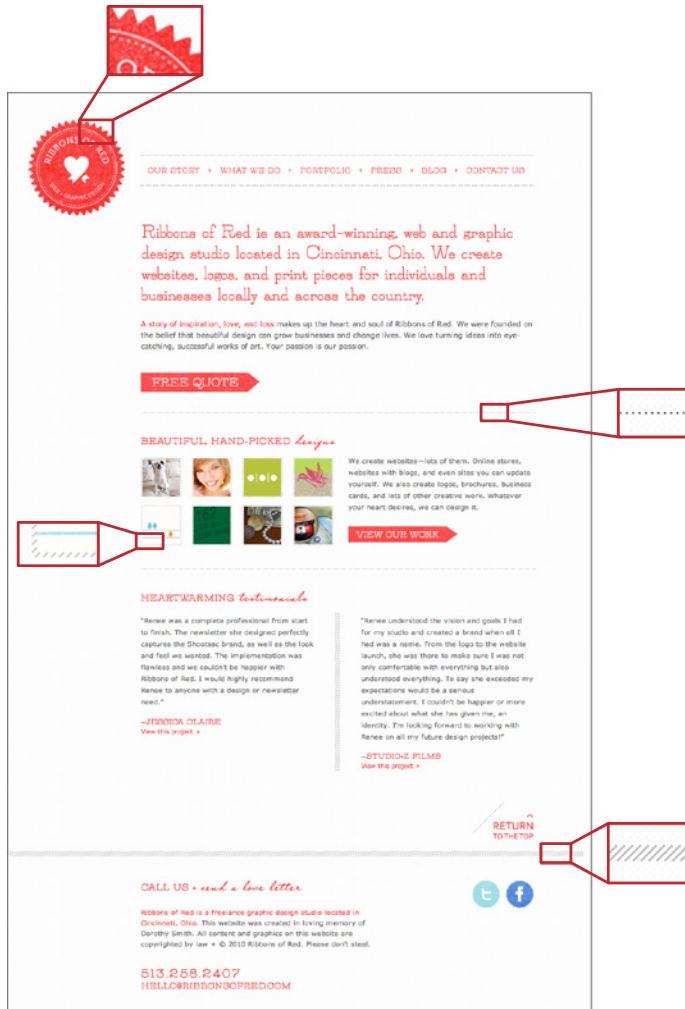 RIBBONS OF RED
WEB + GRAPHIC DESIGN
OUR STORY • WHAT WE DO • PORTFOLIO • PRESS • BLOG • CONTACT US
Ribbons of Red is an award-winning, web and graphic
design studio located in Cincinnati, Ohio. We create
websites, logos, and print pieces for individuals and
businesses locally and across the country.
A story of inspiration, love, and loss makes up the heart and soul of Ribbons of Red. We were founded on
the belief that beautiful design can grow businesses and change lives. We love turning ideas into eye-
catching, successful works of art. Your passion is our passion.
FREE QUOTE
BEAUTIFUL, HAND-PICKED designs
We create websites—lots of them. Online stores,
websites with blogs, and even sites you can update
yourself. We also create logos, brochures, business
cards, and lots of other creative work. Whatever
your heart desires, we can design it.
VIEW OUR WORK
HEARTWARMING testimonials
"Renee was a complete professional from start
to finish. The newsletter she designed perfectly
captures the Shootsac brand, as well as the look
and feel we wanted. The implementation was
flawless and we couldn't be happier with
Ribbons of Red. I would highly recommend
Renee to anyone with a design or newsletter
need."
–JESSICA CLAIRE
View this project >
"Renee understood the vision and goals I had
for my studio and created a brand when all I
had was a name. From the logo to the website
launch, she was there to make sure I was not
only comfortable with everything but also
understood everything. To say she exceeded my
expectations would be a serious
understatement. I couldn't be happier or more
excited about what she has given me, an
identity. I'm looking forward to working with
Renee on all my future design projects!"
–STUDIO-Z FILMS
View this project >
RETURN
TO THE TOP
CALL US • send a love letter
Ribbons of Red is a freelance graphic design studio located in
Cincinnati, Ohio. This website was created in loving memory of
Dorothy Smith. All content and graphics on this website are
copyrighted by law + © 2010 Ribbons of Red. Please don't steal.
513.258.2407
HELLO@RIBBONSOFRED.COM